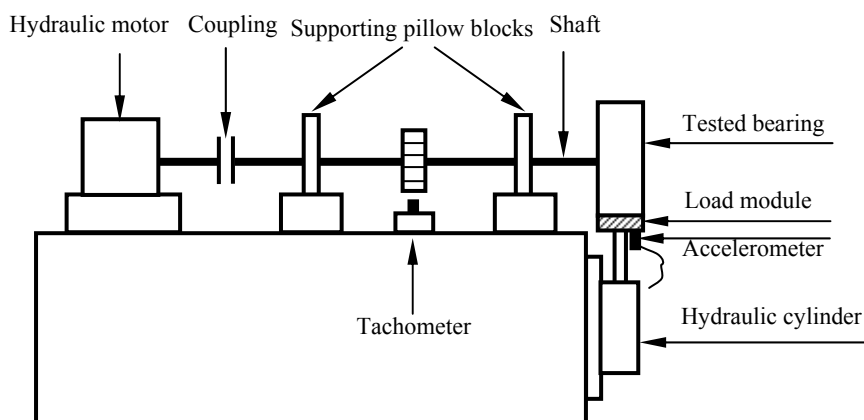 Hydraulic motor
Coupling
Supporting pillow blocks
Shaft
Tested bearing
Load module
Accelerometer
Tachometer
Hydraulic cylinder